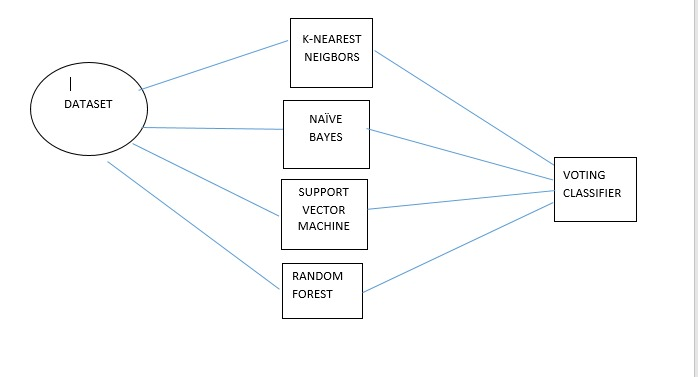 DATASET
K-NEAREST
NEIGBORS
NAÏVE
BAYES
SUPPORT
VECTOR
MACHINE
RANDOM
FOREST
VOTING
CLASSIFIER